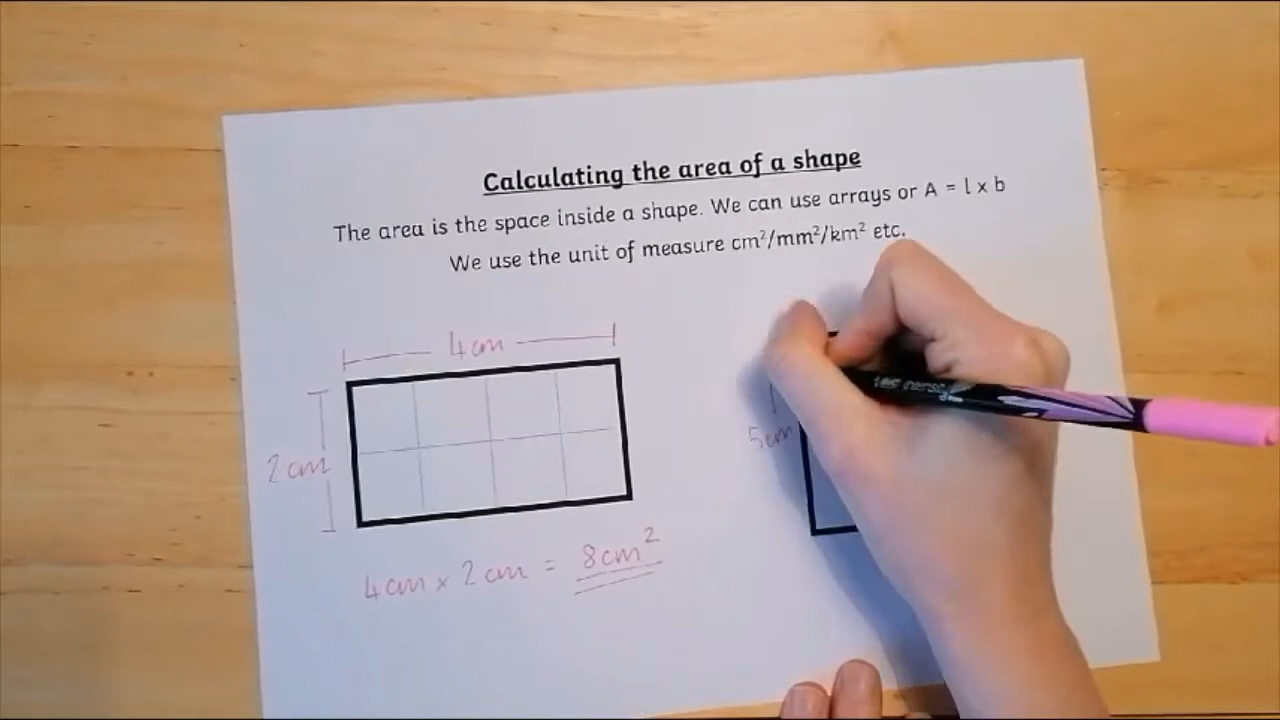 Calculating the area of a shape
The area is the space inside a shape. We can use arrays or A = l x b
We use the unit of measure cm²/mm²/km² etc.
4cm
2cm
5cm
4cm x 2cm = 8cm²